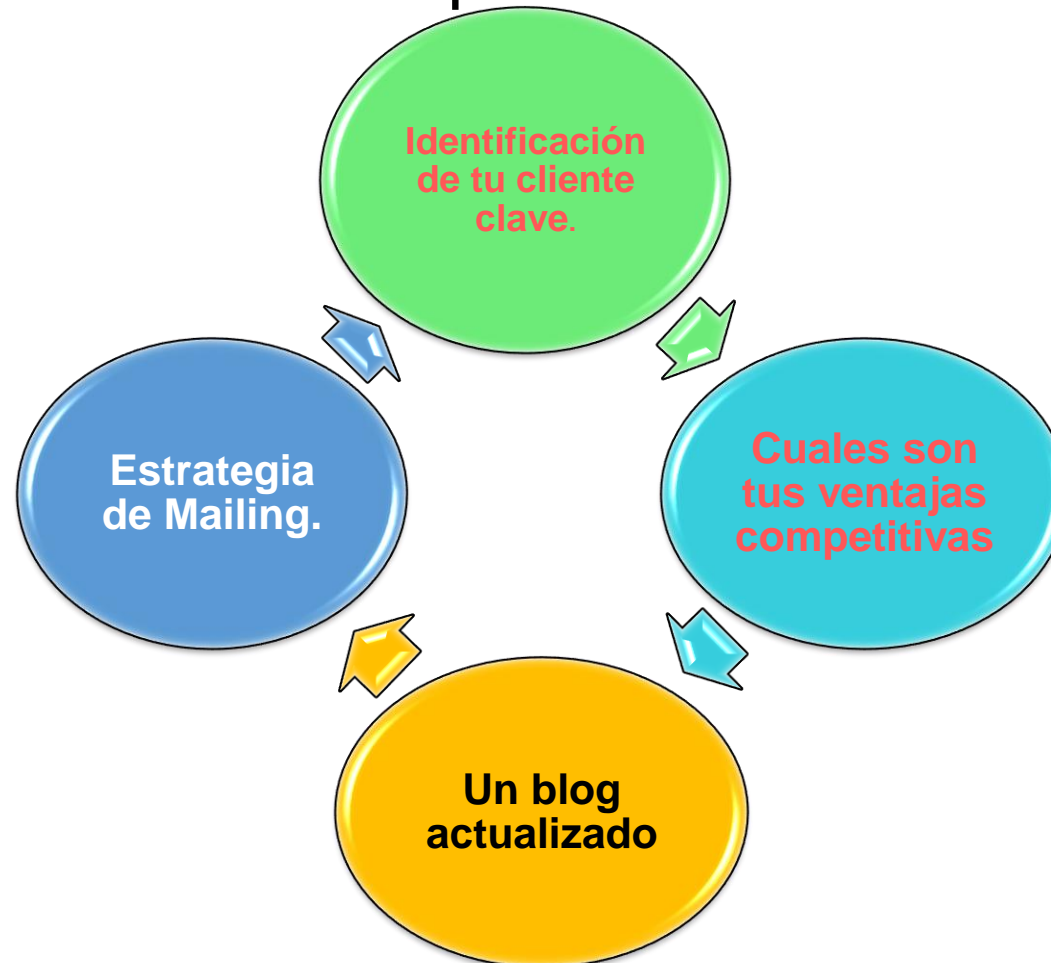 Identificación
de tu cliente
clave.
Cuales son
tus ventajas
competitivas
Un blog
actualizado
Estrategia
de Mailing.